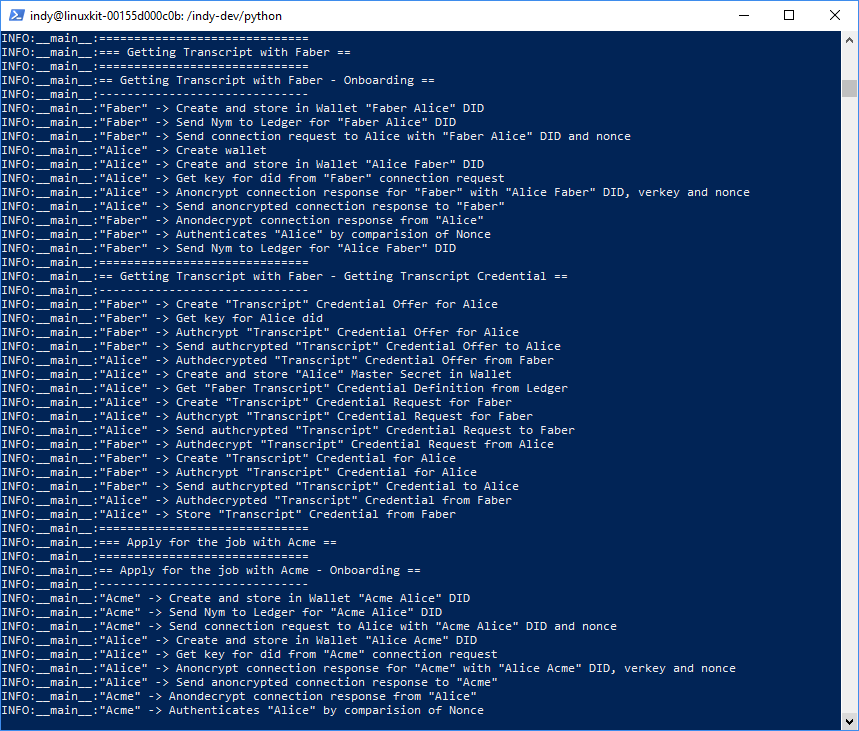 indy@linuxkit-00155d000c0b: /indy-dev/python
INFO:__main__:==============================
INFO:__main__:=== Getting Transcript with Faber ==
INFO:__main__:==============================
INFO:__main__:== Getting Transcript with Faber - Onboarding ==
INFO:__main__:------------------------------
INFO:__main__:"Faber" -> Create and store in Wallet "Faber Alice" DID
INFO:__main__:"Faber" -> Send Nym to Ledger for "Faber Alice" DID
INFO:__main__:"Faber" -> Send connection request to Alice with "Faber Alice" DID and nonce
INFO:__main__:"Alice" -> Create wallet
INFO:__main__:"Alice" -> Create and store in Wallet "Alice Faber" DID
INFO:__main__:"Alice" -> Get key for did from "Faber" connection request
INFO:__main__:"Alice" -> Anoncrypt connection response for "Faber" with "Alice Faber" DID, verkey and nonce
INFO:__main__:"Alice" -> Send anoncrypted connection response to "Faber"
INFO:__main__:"Faber" -> Anondecrypt connection response from "Alice"
INFO:__main__:"Faber" -> Authenticates "Alice" by comparision of Nonce
INFO:__main__:"Faber" -> Send Nym to Ledger for "Alice Faber" DID
INFO:__main__:==============================
INFO:__main__:== Getting Transcript with Faber - Getting Transcript Credential ==
INFO:__main__:------------------------------
INFO:__main__:"Faber" -> Create "Transcript" Credential Offer for Alice
INFO:__main__:"Faber" -> Get key for Alice did
INFO:__main__:"Faber" -> Authcrypt "Transcript" Credential Offer for Alice
INFO:__main__:"Faber" -> Send authcrypted "Transcript" Credential Offer to Alice
INFO:__main__:"Alice" -> Authdecrypted "Transcript" Credential Offer from Faber
INFO:__main__:"Alice" -> Create and store "Alice" Master Secret in Wallet
INFO:__main__:"Alice" -> Get "Faber Transcript" Credential Definition from Ledger
INFO:__main__:"Alice" -> Create "Transcript" Credential Request for Faber
INFO:__main__:"Alice" -> Authcrypt "Transcript" Credential Request for Faber
INFO:__main__:"Alice" -> Send authcrypted "Transcript" Credential Request to Faber
INFO:__main__:"Faber" -> Authdecrypt "Transcript" Credential Request from Alice
INFO:__main__:"Faber" -> Create "Transcript" Credential for Alice
INFO:__main__:"Faber" -> Authcrypt "Transcript" Credential for Alice
INFO:__main__:"Faber" -> Send authcrypted "Transcript" Credential to Alice
INFO:__main__:"Alice" -> Authdecrypted "Transcript" Credential from Faber
INFO:__main__:"Alice" -> Store "Transcript" Credential from Faber
INFO:__main__:==============================
INFO:__main__:=== Apply for the job with Acme ==
INFO:__main__:==============================
INFO:__main__:== Apply for the job with Acme - Onboarding ==
INFO:__main__:------------------------------
INFO:__main__:"Acme" -> Create and store in Wallet "Acme Alice" DID
INFO:__main__:"Acme" -> Send Nym to Ledger for "Acme Alice" DID
INFO:__main__:"Acme" -> Send connection request to Alice with "Acme Alice" DID and nonce
INFO:__main__:"Alice" -> Create and store in Wallet "Alice Acme" DID
INFO:__main__:"Alice" -> Get key for did from "Acme" connection request
INFO:__main__:"Alice" -> Anoncrypt connection response for "Acme" with "Alice Acme" DID, verkey and nonce
INFO:__main__:"Alice" -> Send anoncrypted connection response to "Acme"
INFO:__main__:"Acme" -> Anondecrypt connection response from "Alice"
INFO:__main__:"Acme" -> Authenticates "Alice" by comparision of Nonce